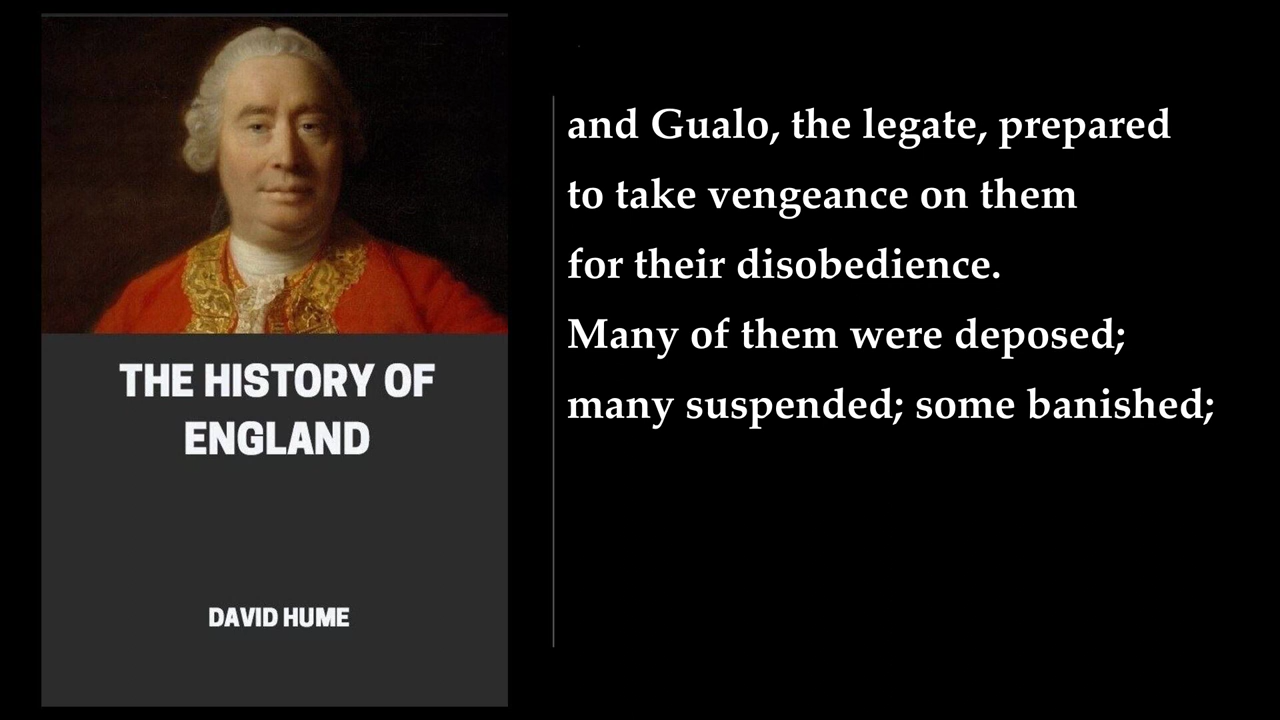 THE HISTORY OF
ENGLAND
DAVID HUME
and Gualo, the legate, prepared
to take vengeance on them
for their disobedience.
Many of them were deposed;
many suspended; some banished;